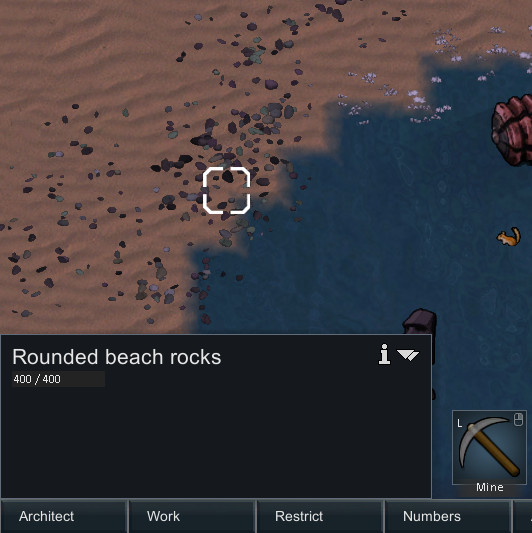 Rounded beach rocks
400 / 400
L
Mine
Architect
Work
Restrict
Numbers